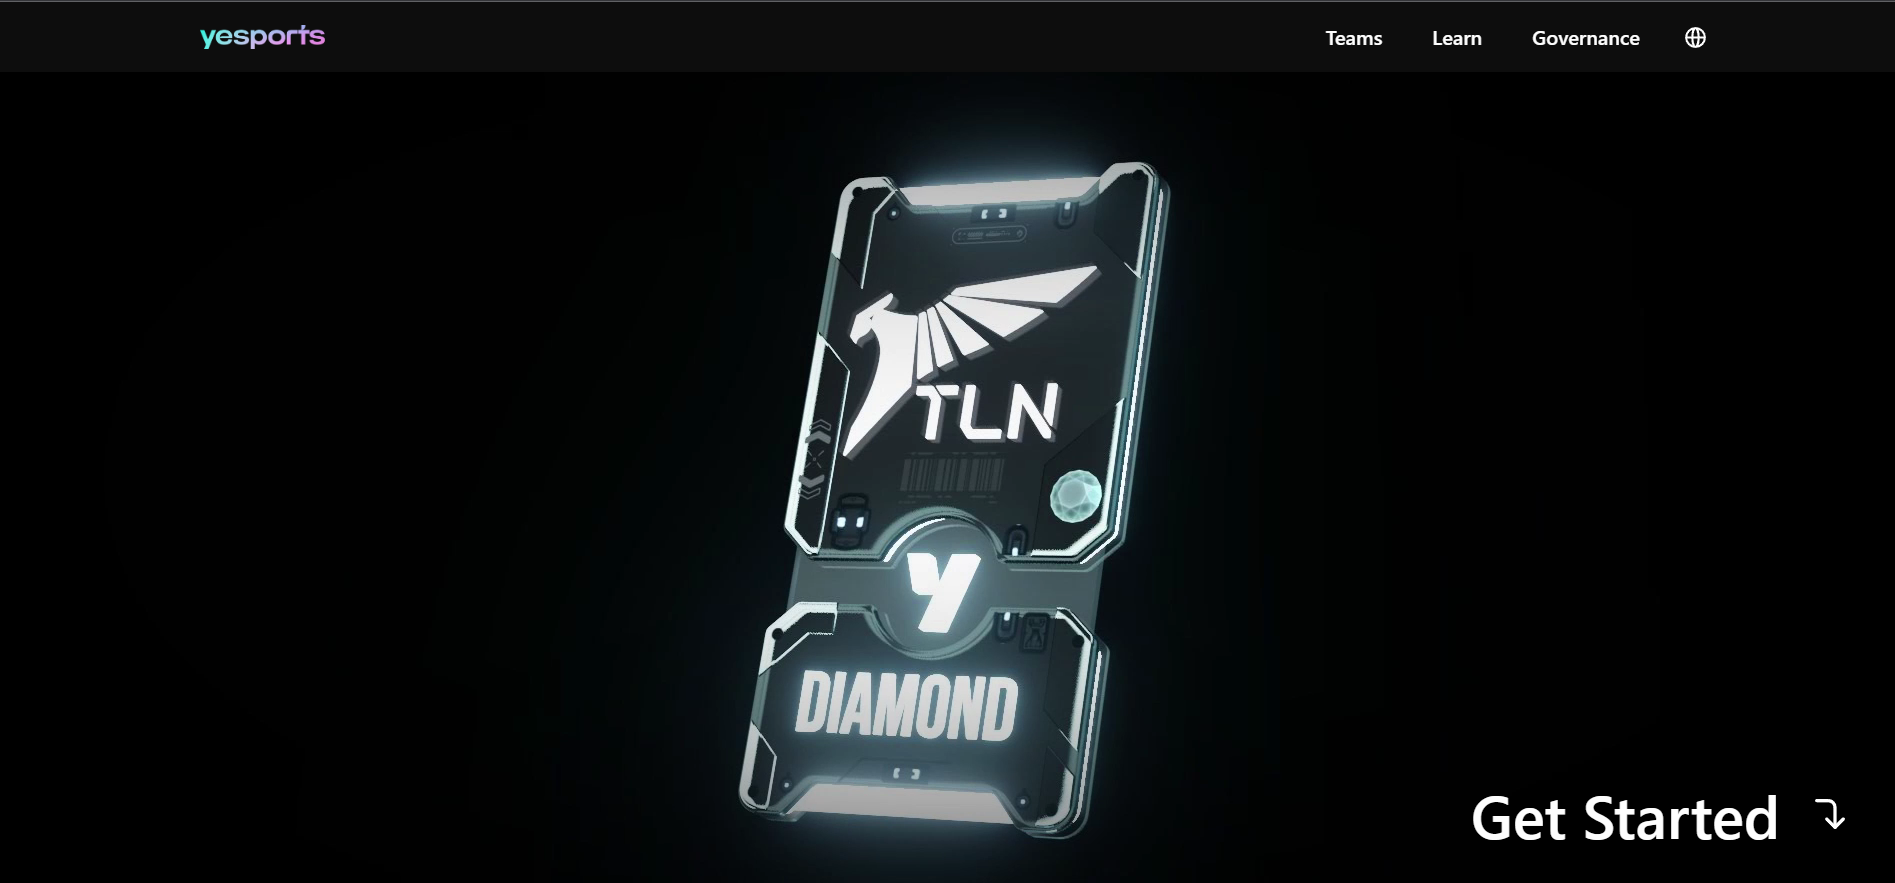 yesports
Teams Learn Governance
TLN
Y
DIAMOND
Get Started